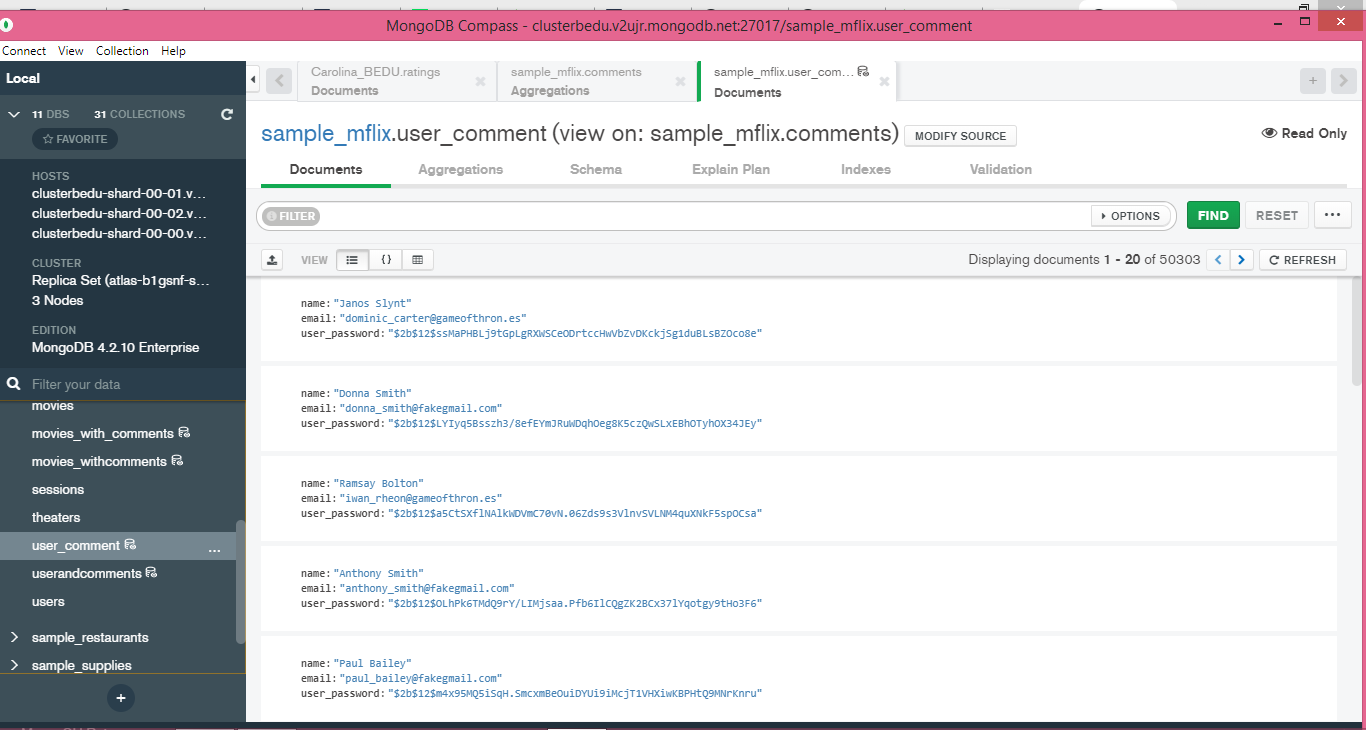 MongoDB Compass - clusterbedu.v2ujr.mongodb.net:27017/sample_mflix.user_comment
Connect View Collection Help
Local
11 DBS 31 COLLECTIONS
FAVORITE
HOSTS
clusterbedu-shard-00-01.v...
clusterbedu-shard-00-02.v...
clusterbedu-shard-00-00.v...
CLUSTER
Replica Set (atlas-b1gsnf-s...
3 Nodes
EDITION
MongoDB 4.2.10 Enterprise
Filter your data
movies
movies_with_comments
movies_withcomments
sessions
theaters
user_comment ...
userandcomments
users
sample_restaurants
sample_supplies
+
Carolina_BEDU.ratings
Documents
sample_mflix.comments
Aggregations
sample_mflix.user_com...
Documents
+
sample_mflix.user_comment (view on: sample_mflix.comments) MODIFY SOURCE
Read Only
Documents Aggregations Schema Explain Plan Indexes Validation
FILTER OPTIONS FIND RESET ...
VIEW {} Displaying documents 1 - 20 of 50303 < > REFRESH
name: "Janos Slynt"
email: "dominic_carter@gameofthron.es"
user_password: "$2b$12$ssMaPHBLj9tGpLgRXWSCeODrtccHwVbZvDKckjSg1duBLsBZOco8e"
name: "Donna Smith"
email: "donna_smith@fakegmail.com"
user_password: "$2b$12$LYIyq5Bsszh3/8efEYmJRuWDqhOeg8K5czQwSLxEBhOTyhOX34JEy"
name: "Ramsay Bolton"
email: "iwan_rheon@gameofthron.es"
user_password: "$2b$12$a5CtSXflNAlkWDVmC70vN.06Zds9s3VlnvSVLNM4quXNkF5spOCsa"
name: "Anthony Smith"
email: "anthony_smith@fakegmail.com"
user_password: "$2b$12$OLhPk6TMdQ9rY/LIMjsaa.Pfb6IlCQgZK2BCx37lYqotgy9tHo3F6"
name: "Paul Bailey"
email: "paul_bailey@fakegmail.com"
user_password: "$2b$12$m4x95MQ5iSqH.SmcxmBeOuiDYUi9iMcjT1VHXiwKBPHtQ9MNrKnru"